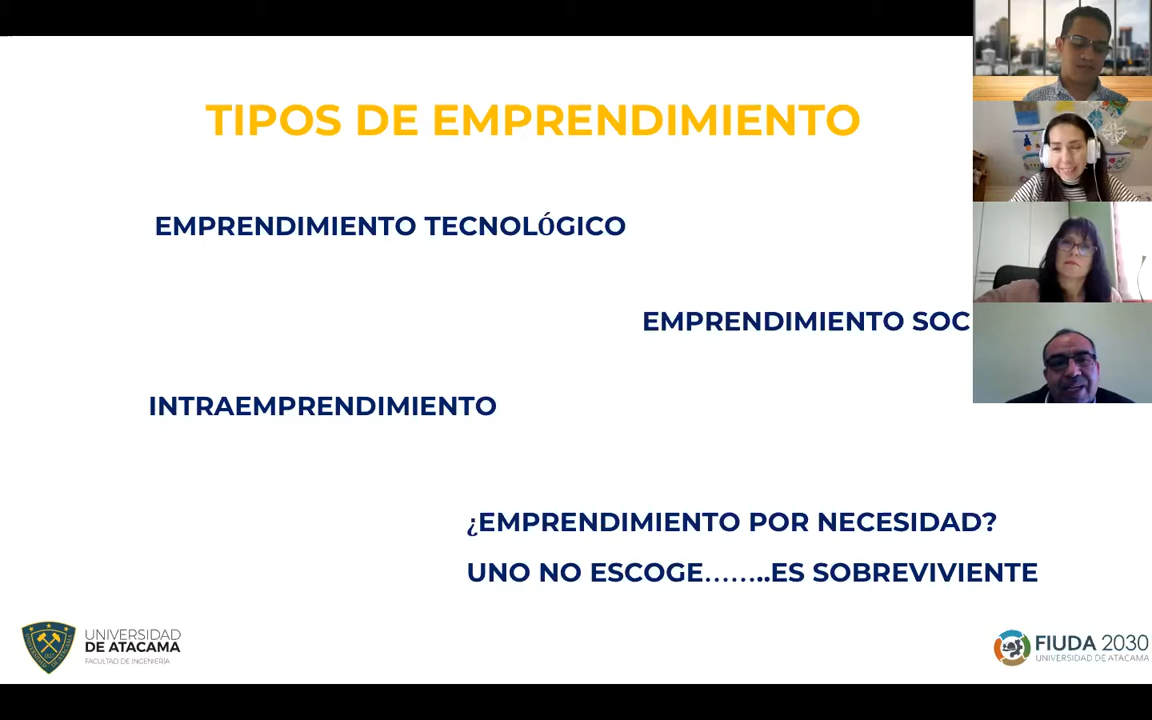 TIPOS DE EMPRENDIMIENTO
EMPRENDIMIENTO TECNOLÓGICO
EMPRENDIMIENTO SOC
INTRAEMPRENDIMIENTO
¿EMPRENDIMIENTO POR NECESIDAD?
UNO NO ESCOGE……..ES SOBREVIVIENTE
UNIVERSIDAD
DE ATACAMA
FACULTAD DE INGENIERÍA
FIUDA 2030
UNIVERSIDAD DE ATACAMA